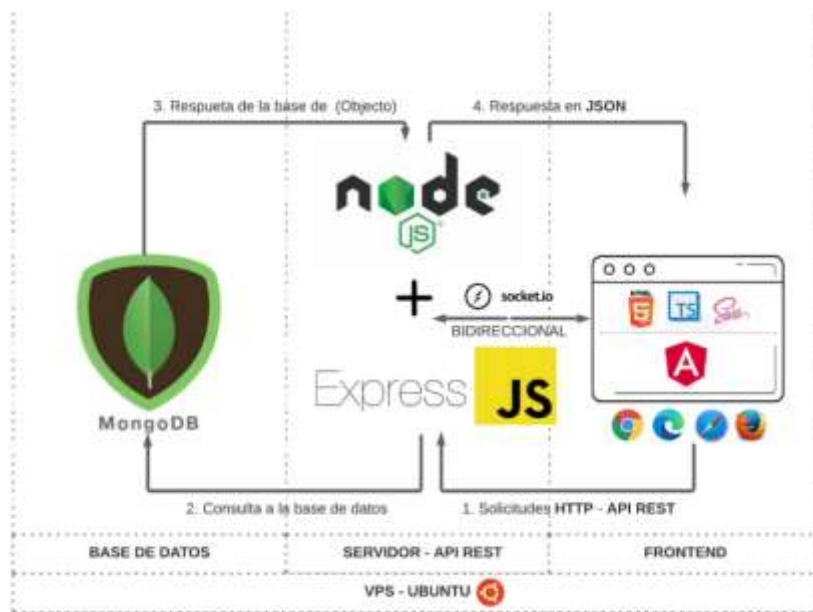 3. Respueta de la base de (Objecto)
4. Respuesta en JSON
node
JS
socket.io
BIDIRECCIONAL
HTML
5
TS
Sass
A
Express
JS
MongoDB
2. Consulta a la base de datos
1. Solicitudes HTTP - API REST
BASE DE DATOS
SERVIDOR - API REST
FRONTEND
VPS - UBUNTU